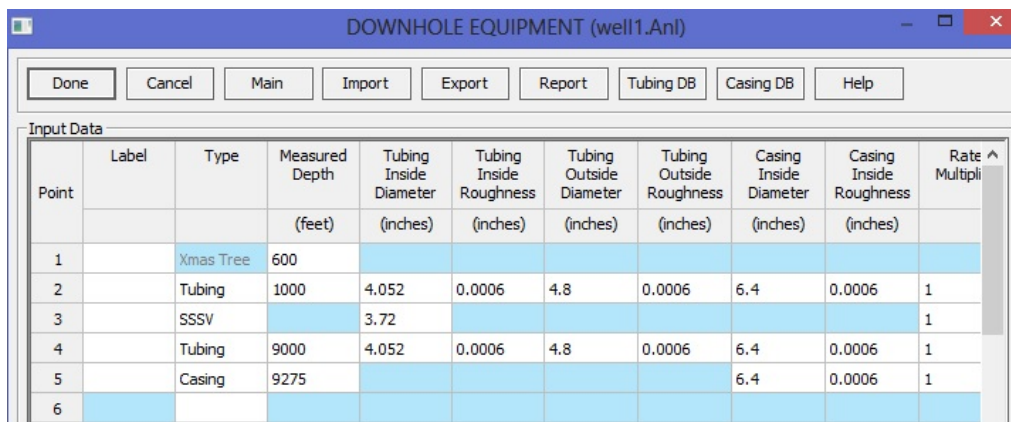 DOWNHOLE EQUIPMENT (well1.Anl)
Done Cancel Main Import Export Report Tubing DB Casing DB Help
Input Data
Point Label Type Measured Depth Tubing Inside Diameter Tubing Inside Roughness Tubing Outside Diameter Tubing Outside Roughness Casing Inside Diameter Casing Inside Roughness Rate Multipli
(feet) (inches) (inches) (inches) (inches) (inches) (inches)
1 Xmas Tree 600
2 Tubing 1000 4.052 0.0006 4.8 0.0006 6.4 0.0006 1
3 SSSV 3.72 1
4 Tubing 9000 4.052 0.0006 4.8 0.0006 6.4 0.0006 1
5 Casing 9275 6.4 0.0006 1
6